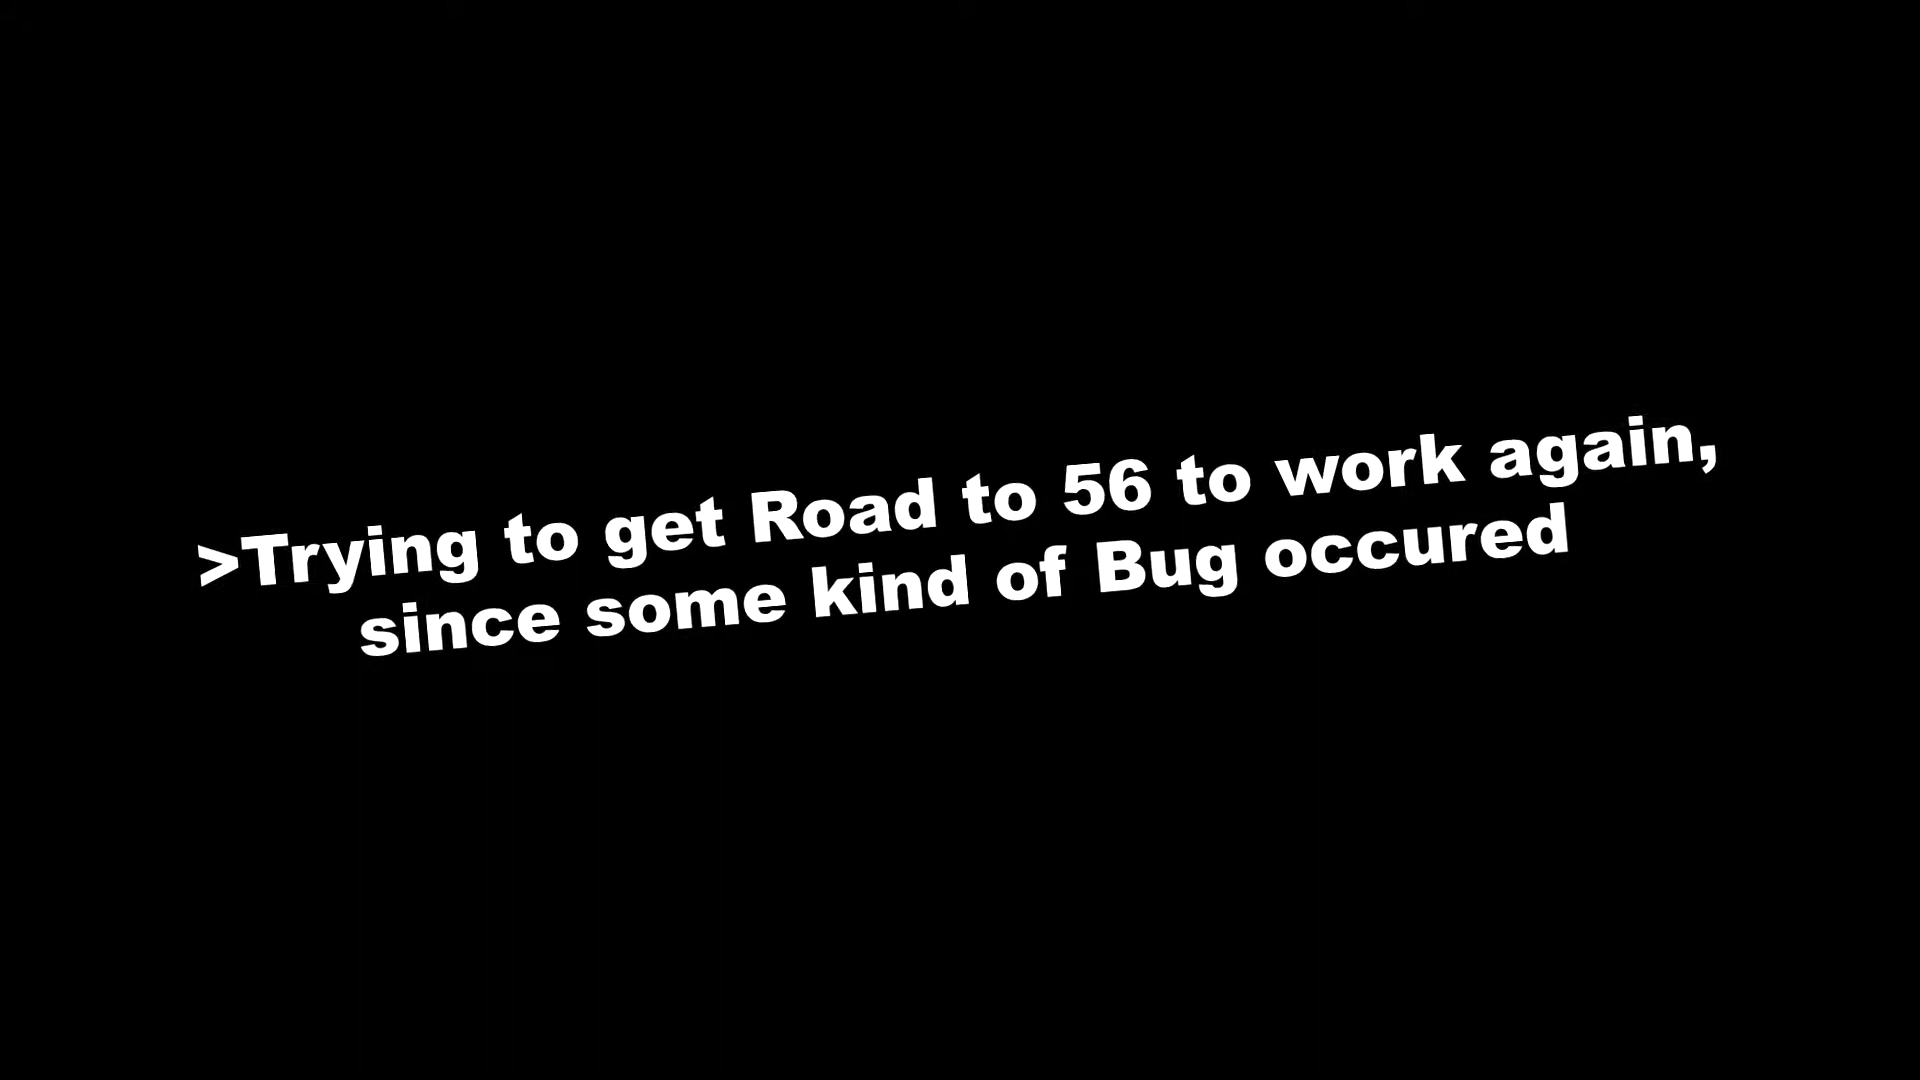 >Trying to get Road to 56 to work again,
since some kind of Bug occured